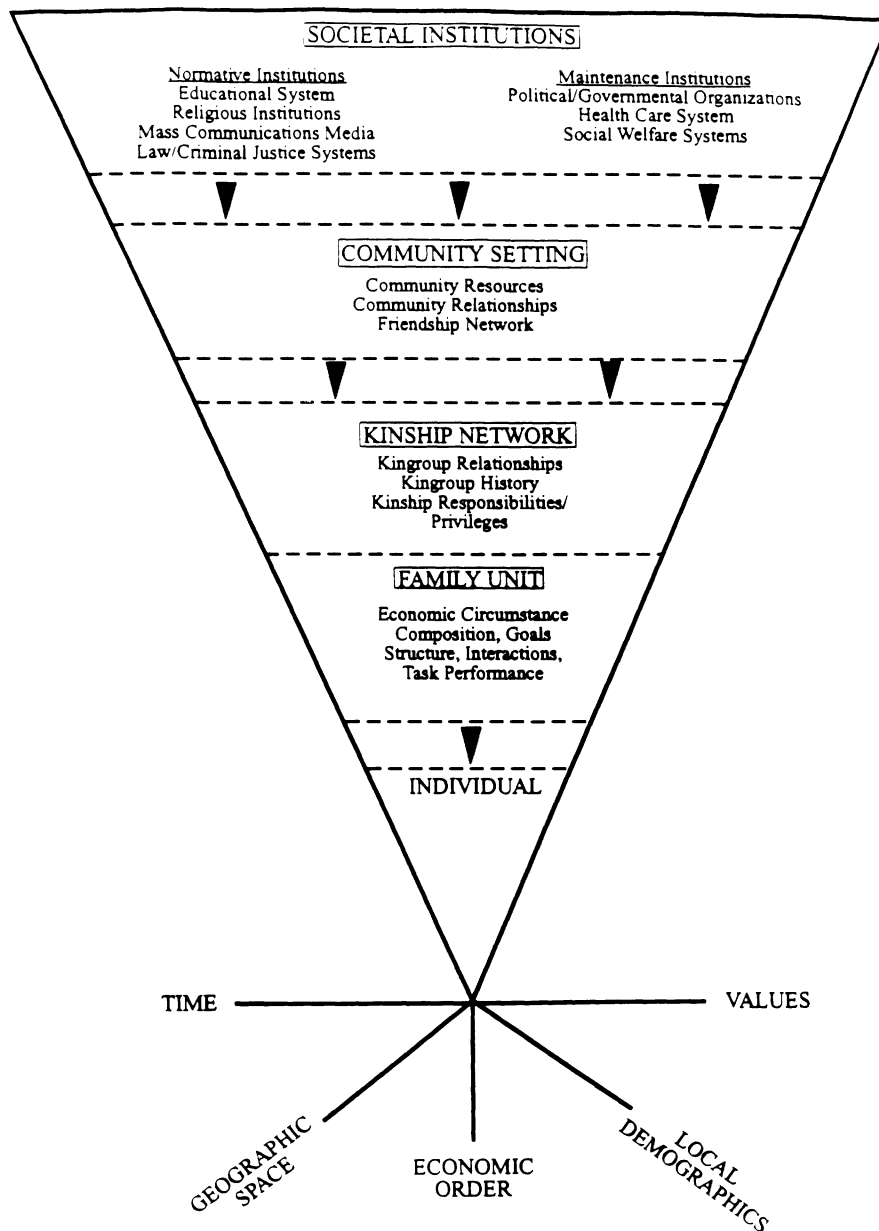 SOCIETAL INSTITUTIONS
Normative Institutions
Educational System
Religious Institutions
Mass Communications Media
Law/Criminal Justice Systems
Maintenance Institutions
Political/Governmental Organizations
Health Care System
Social Welfare Systems
COMMUNITY SETTING
Community Resources
Community Relationships
Friendship Network
KINSHIP NETWORK
Kingroup Relationships
Kingroup History
Kinship Responsibilities/
Privileges
FAMILY UNIT
Economic Circumstance
Composition, Goals
Structure, Interactions,
Task Performance
INDIVIDUAL
TIME
VALUES
GEOGRAPHIC
SPACE
ECONOMIC
ORDER
LOCAL
DEMOGRAPHICS